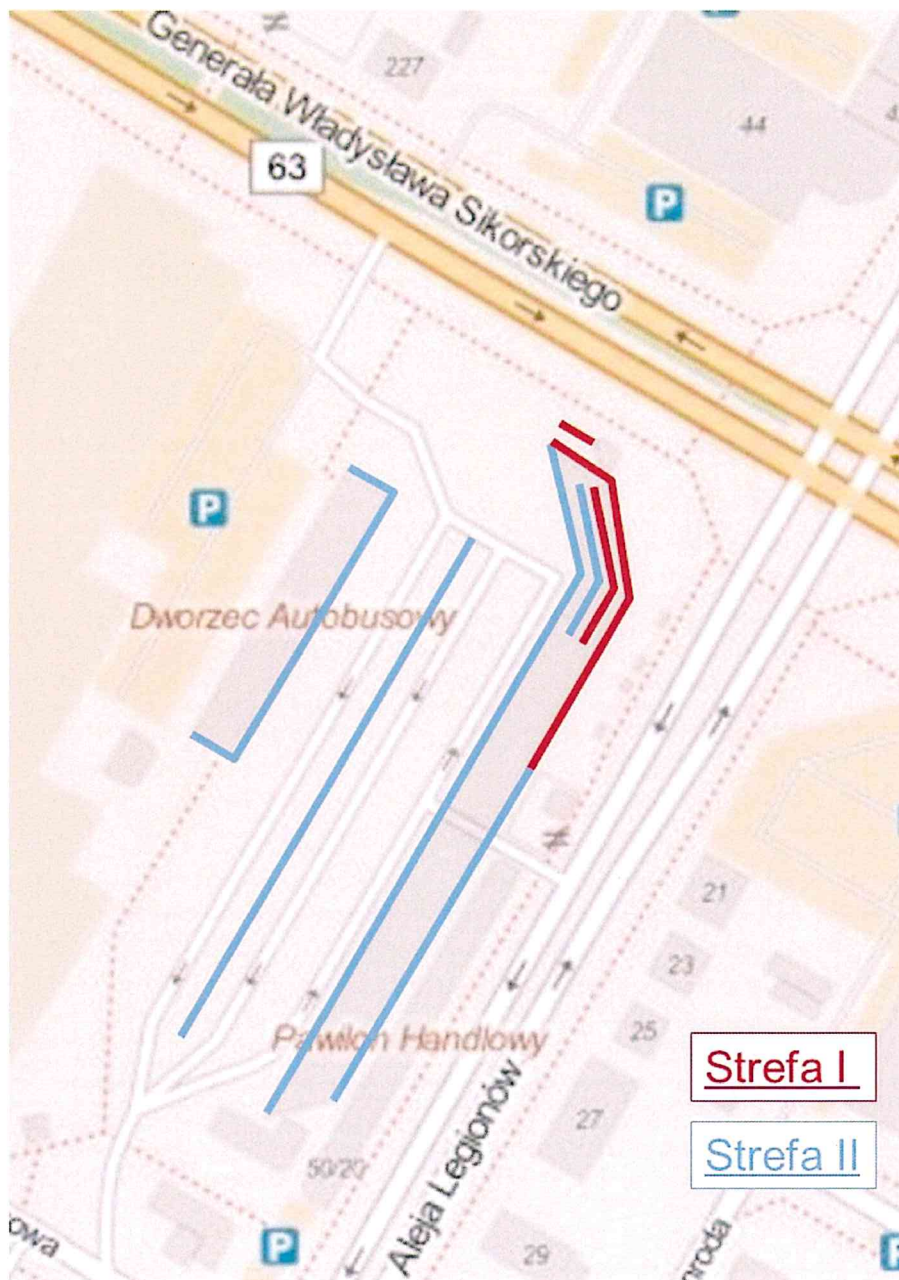 Generała Władysława Sikorskiego
227
44
63
P
P
Dworzec Autobusowy
21
23
Pawilon Handlowy
25
Strefa I
27
Strefa II
50/20
Aleja Legionów
P
29
P